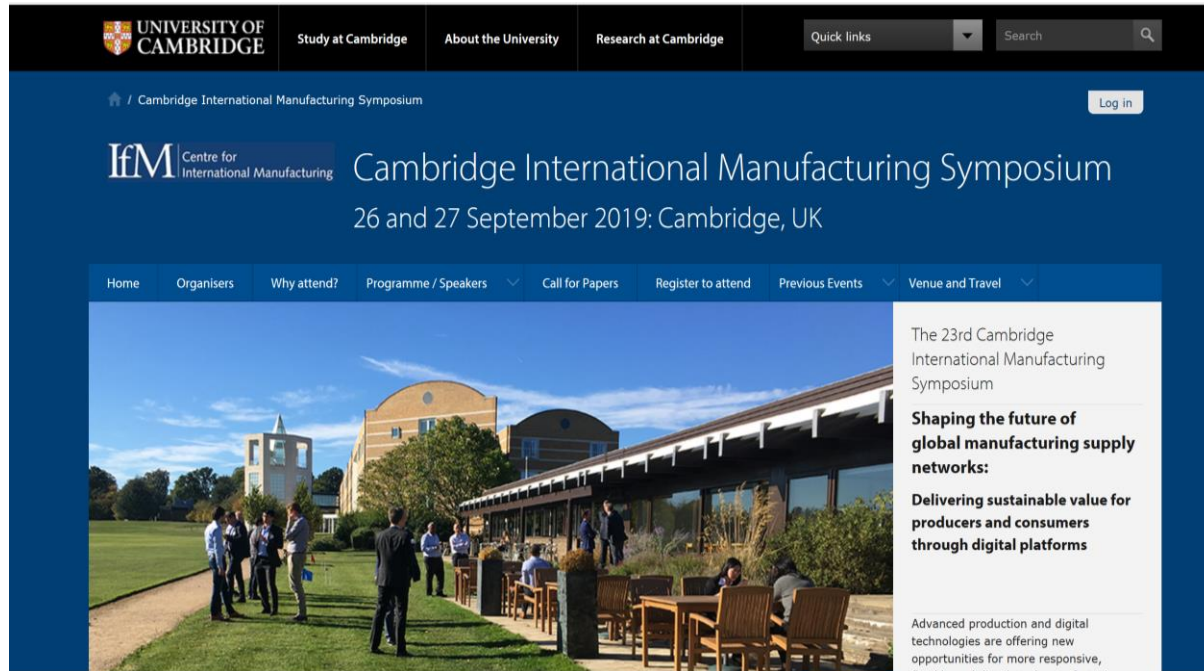 UNIVERSITY OF
CAMBRIDGE
Study at Cambridge
About the University
Research at Cambridge
Quick links
Search
/ Cambridge International Manufacturing Symposium
Log in
IfM
Centre for
International Manufacturing
Cambridge International Manufacturing Symposium
26 and 27 September 2019: Cambridge, UK
Home
Organisers
Why attend?
Programme / Speakers
Call for Papers
Register to attend
Previous Events
Venue and Travel
The 23rd Cambridge
International Manufacturing
Symposium
Shaping the future of
global manufacturing supply
networks:
Delivering sustainable value for
producers and consumers
through digital platforms
Advanced production and digital
technologies are offering new
opportunities for more responsive,